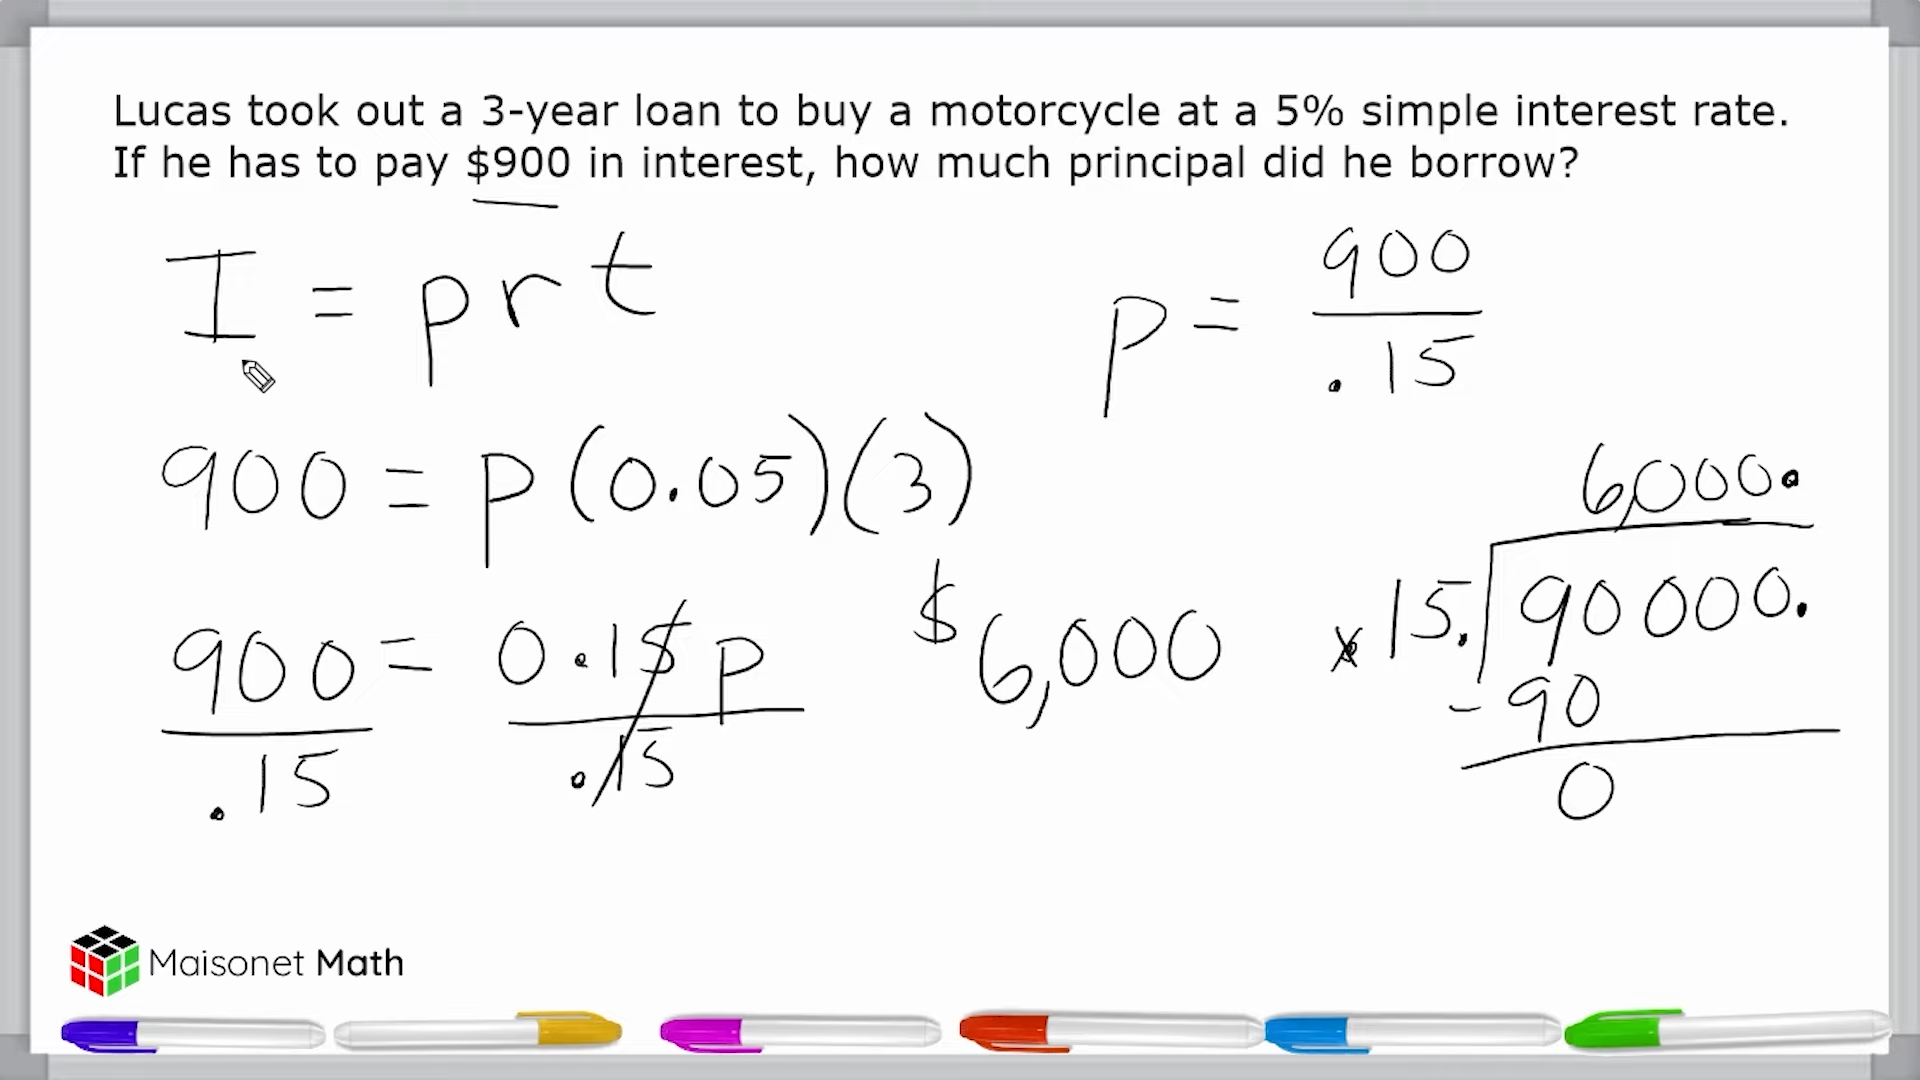 Lucas took out a 3-year loan to buy a motorcycle at a 5% simple interest rate.
If he has to pay $900 in interest, how much principal did he borrow?
I = prt
900 = p(0.05)(3)
900 = 0.15p
.15 .15
$6,000
p = 900
.15
6,000.
15. 90000.
- 90
0
Maisonet Math